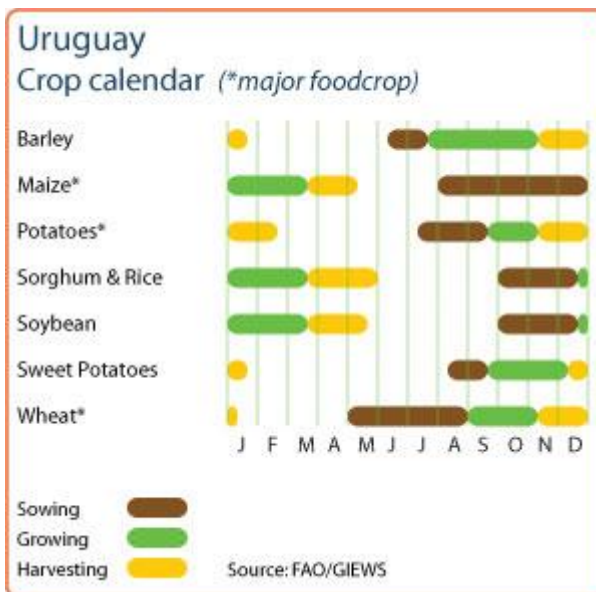 Uruguay
Crop calendar (*major foodcrop)
Barley
Maize*
Potatoes*
Sorghum & Rice
Soybean
Sweet Potatoes
Wheat*
J F M A M J J A S O N D
Sowing
Growing
Harvesting
Source: FAO/GIEWS